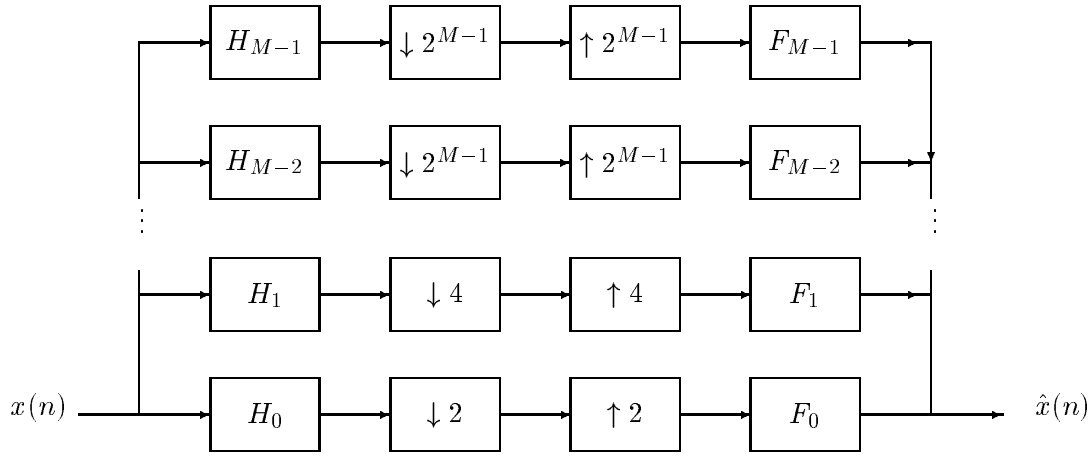 H_{M−1} ↓ 2^{M−1} ↑ 2^{M−1} F_{M−1}
H_{M−2} ↓ 2^{M−1} ↑ 2^{M−1} F_{M−2}
⋮ ⋮
H_1 ↓ 4 ↑ 4 F_1
x(n) H_0 ↓ 2 ↑ 2 F_0 x̂(n)